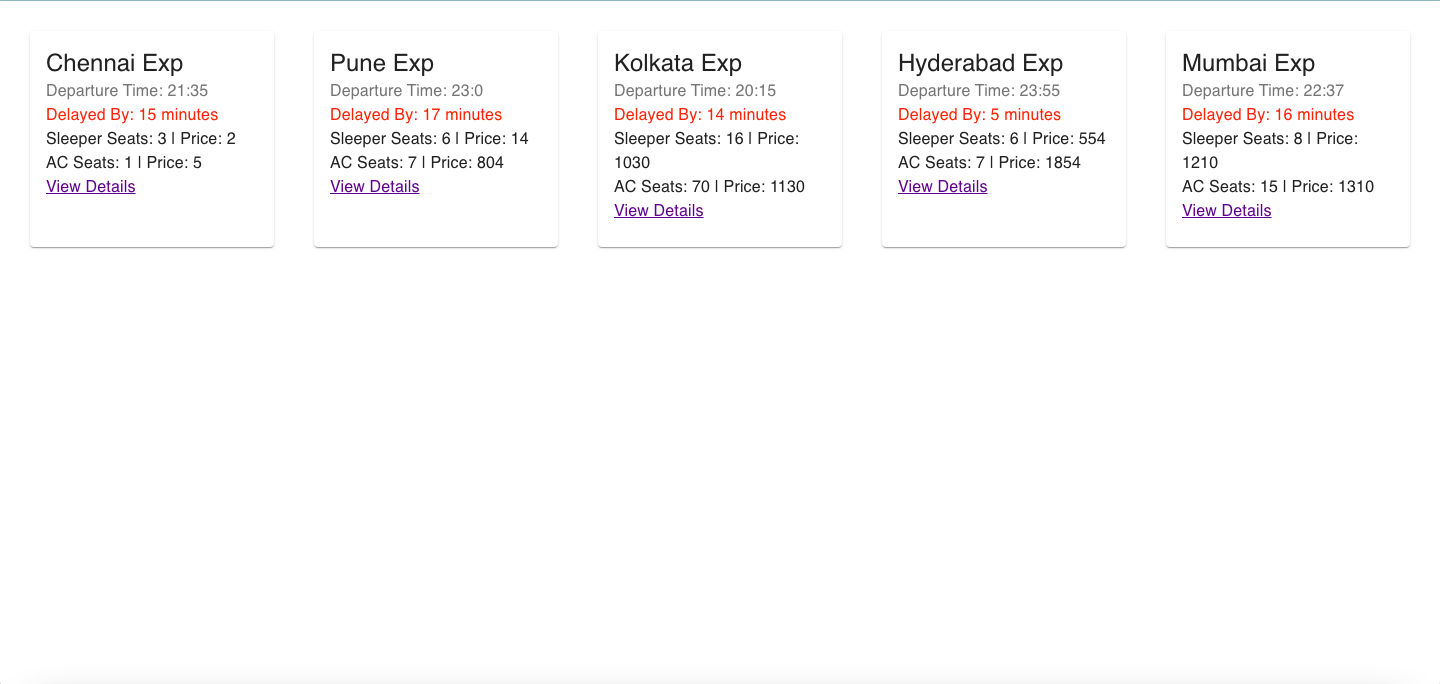 Chennai Exp
Departure Time: 21:35
Delayed By: 15 minutes
Sleeper Seats: 3 | Price: 2
AC Seats: 1 | Price: 5
View Details
Pune Exp
Departure Time: 23:0
Delayed By: 17 minutes
Sleeper Seats: 6 | Price: 14
AC Seats: 7 | Price: 804
View Details
Kolkata Exp
Departure Time: 20:15
Delayed By: 14 minutes
Sleeper Seats: 16 | Price:
1030
AC Seats: 70 | Price: 1130
View Details
Hyderabad Exp
Departure Time: 23:55
Delayed By: 5 minutes
Sleeper Seats: 6 | Price: 554
AC Seats: 7 | Price: 1854
View Details
Mumbai Exp
Departure Time: 22:37
Delayed By: 16 minutes
Sleeper Seats: 8 | Price:
1210
AC Seats: 15 | Price: 1310
View Details